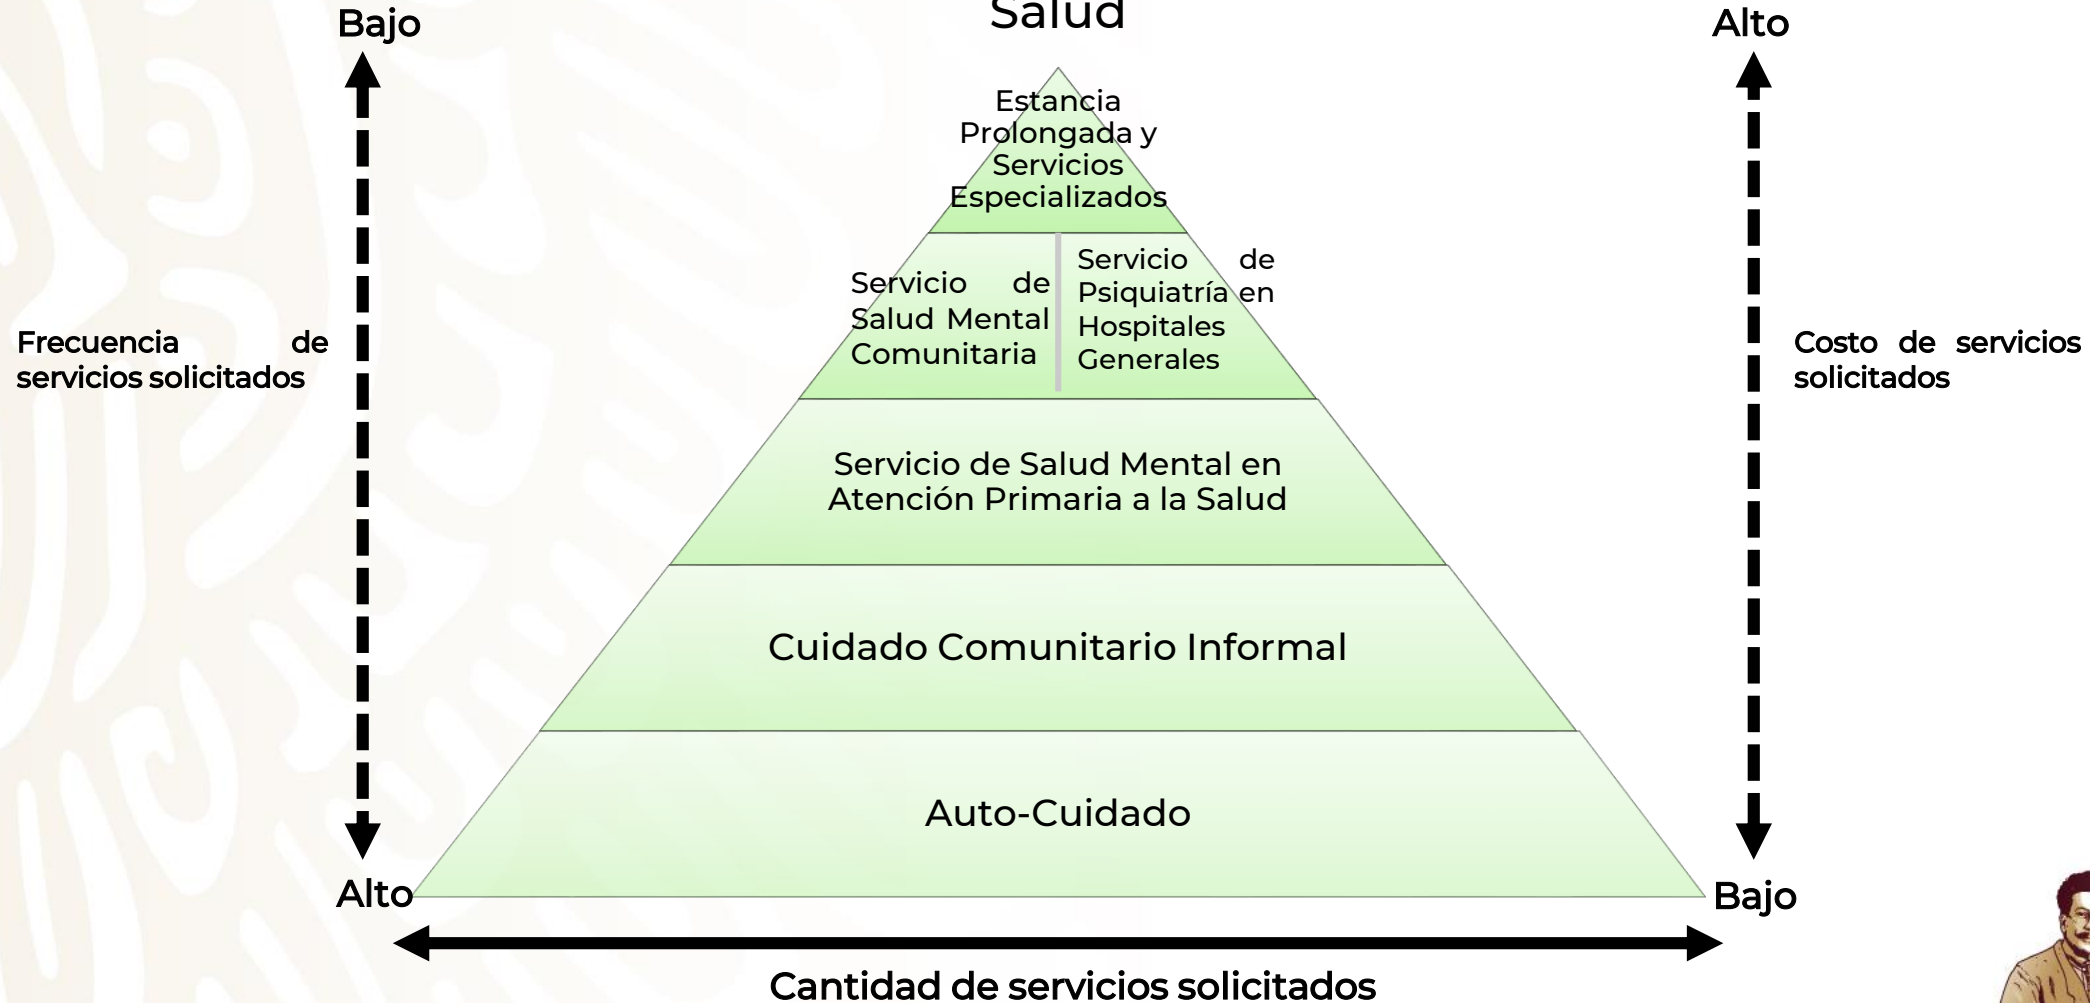 Salud
Bajo
Alto
Estancia
Prolongada y
Servicios
Especializados
Servicio de
Salud Mental
Comunitaria
Servicio de
Psiquiatría en
Hospitales
Generales
Frecuencia de
servicios solicitados
Costo de servicios
solicitados
Servicio de Salud Mental en
Atención Primaria a la Salud
Cuidado Comunitario Informal
Auto-Cuidado
Alto
Bajo
Cantidad de servicios solicitados